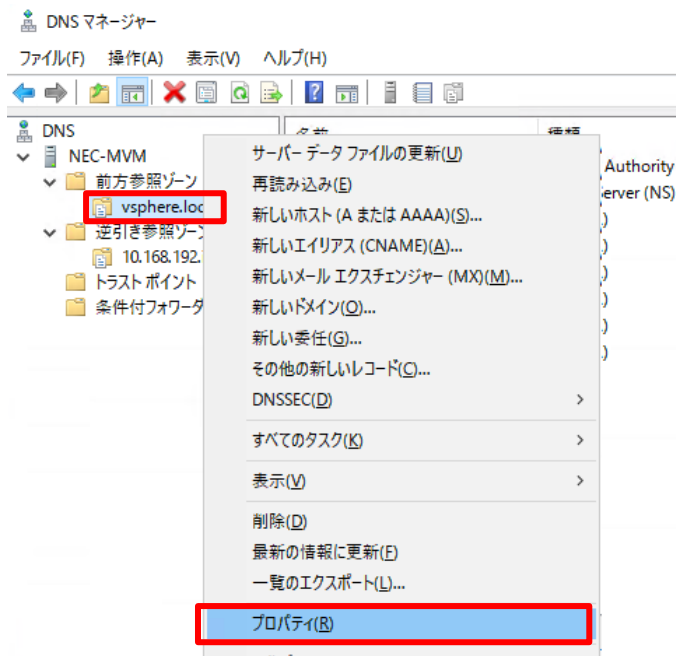 DNS マネージャー
ファイル(F) 操作(A) 表示(V) ヘルプ(H)
DNS
NEC-MVM
前方参照ゾーン
vsphere.loc
逆引き参照ゾーン
10.168.192.
トラスト ポイント
条件付フォワーダ
名前 種類
Authority
erver (NS)
.)
.)
.)
.)
.)
.)
サーバー データ ファイルの更新(U)
再読み込み(E)
新しいホスト (A または AAAA)(S)...
新しいエイリアス (CNAME)(A)...
新しいメール エクスチェンジャー (MX)(M)...
新しいドメイン(O)...
新しい委任(G)...
その他の新しいレコード(C)...
DNSSEC(D)
すべてのタスク(K)
表示(V)
削除(D)
最新の情報に更新(F)
一覧のエクスポート(L)...
プロパティ(R)